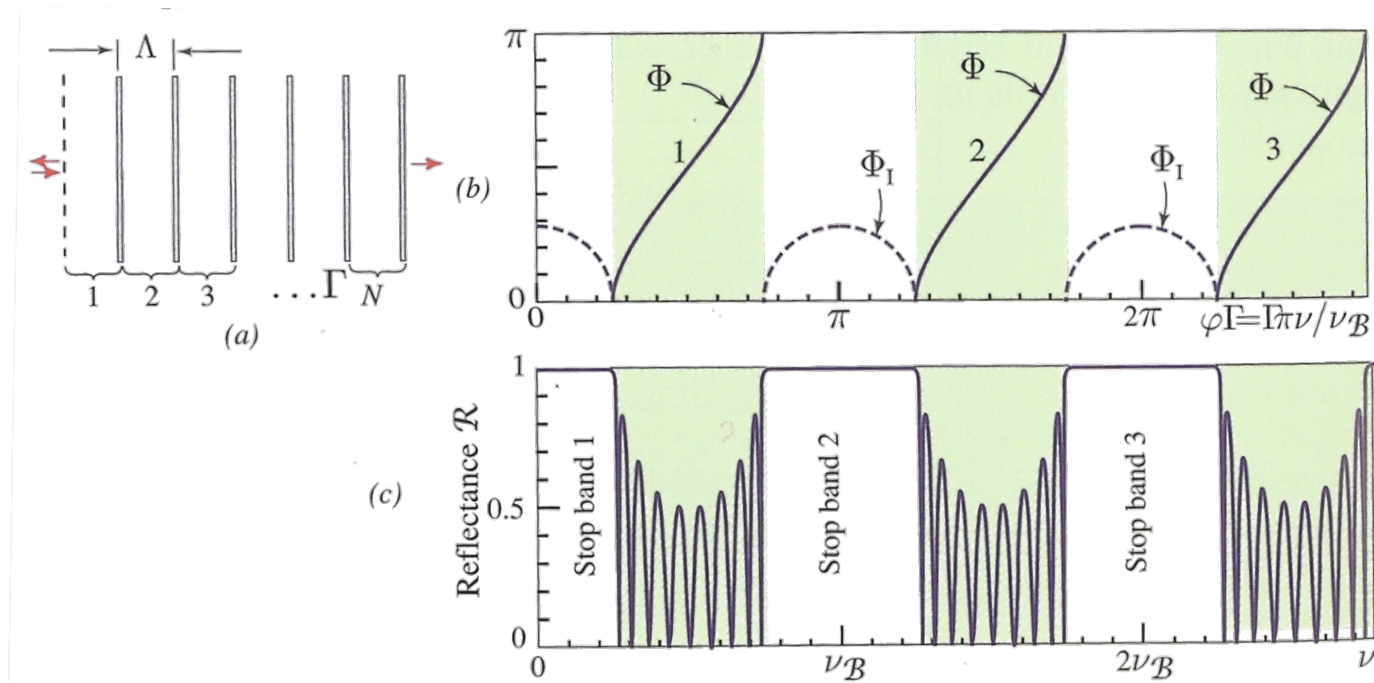 Λ
1 2 3 ...Γ N
(a)
(b)
π
0
Φ
1
Φ_I
Φ
2
Φ_I
Φ
3
0 π 2π φΓ=Γπν/ν_ℬ
(c)
Reflectance ℛ
1
0.5
0
Stop band 1
Stop band 2
Stop band 3
0 ν_ℬ 2ν_ℬ ν